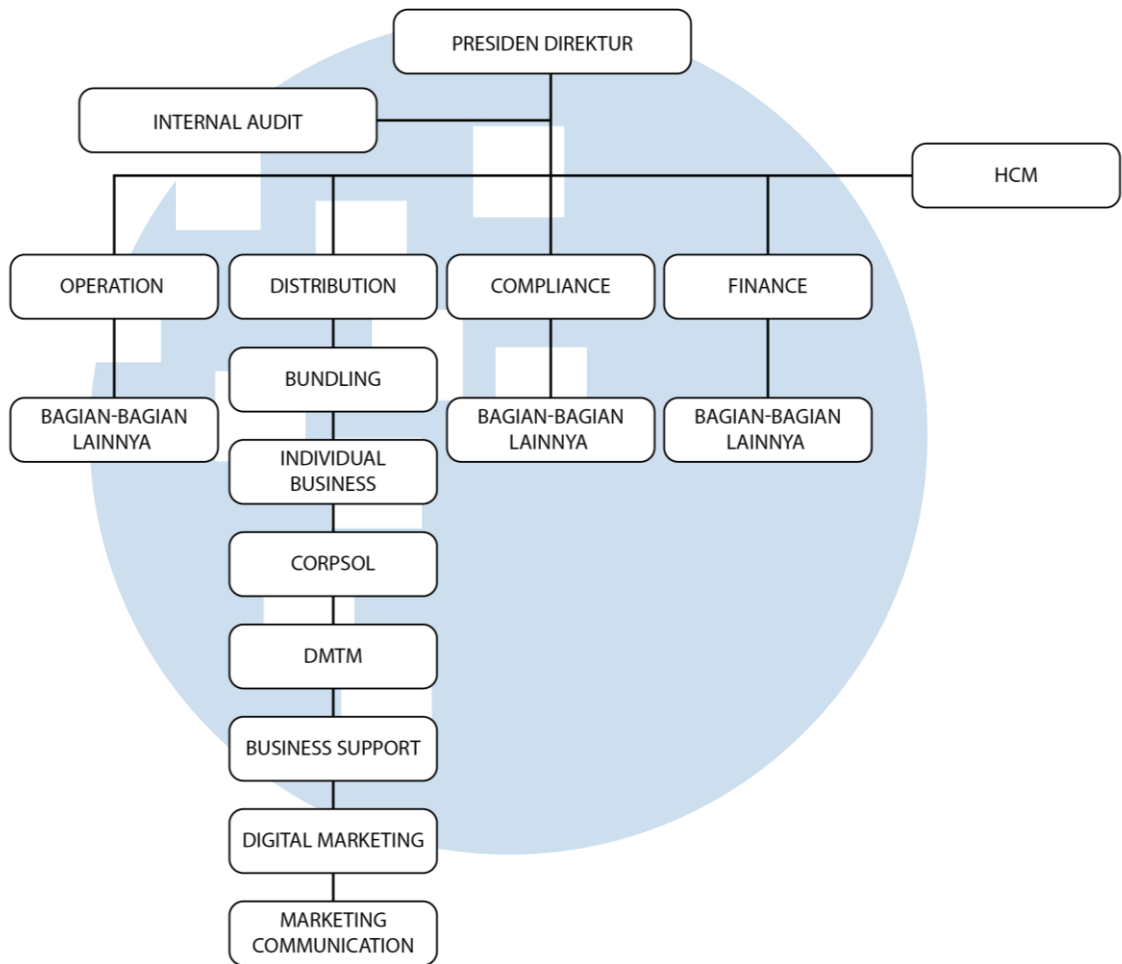 PRESIDEN DIREKTUR
INTERNAL AUDIT
HCM
OPERATION
DISTRIBUTION
COMPLIANCE
FINANCE
BUNDLING
BAGIAN-BAGIAN
LAINNYA
BAGIAN-BAGIAN
LAINNYA
BAGIAN-BAGIAN
LAINNYA
INDIVIDUAL
BUSINESS
CORPSOL
DMTM
BUSINESS SUPPORT
DIGITAL MARKETING
MARKETING
COMMUNICATION